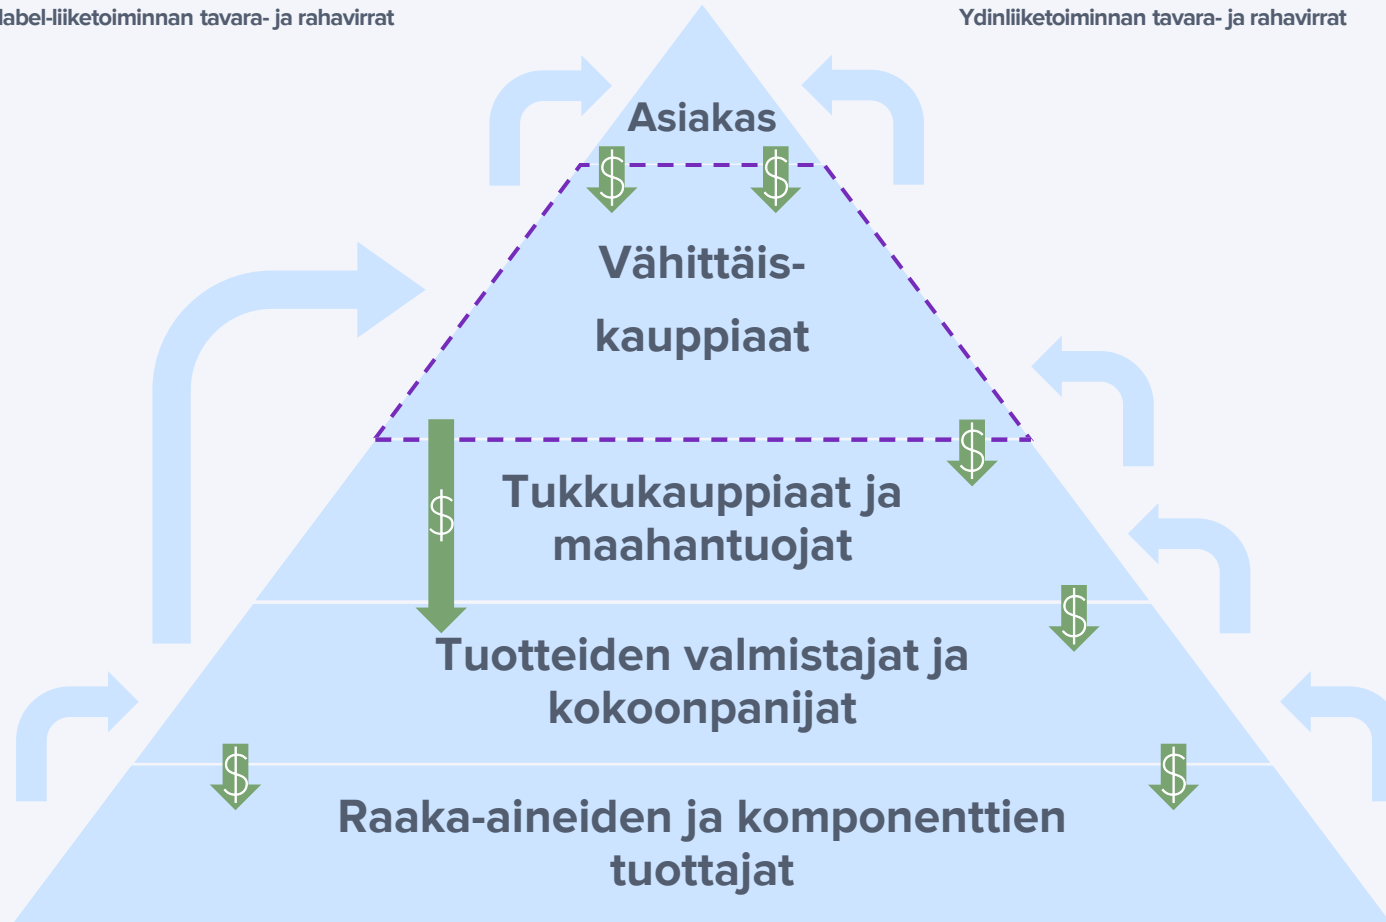 label-liiketoiminnan tavara- ja rahavirrat
Ydinliiketoiminnan tavara- ja rahavirrat
Asiakas
$ $
Vähittäis-
kauppiaat
$
$
Tukkukauppiaat ja
maahantuojat
$
Tuotteiden valmistajat ja
kokoonpanijat
$ $
Raaka-aineiden ja komponenttien
tuottajat